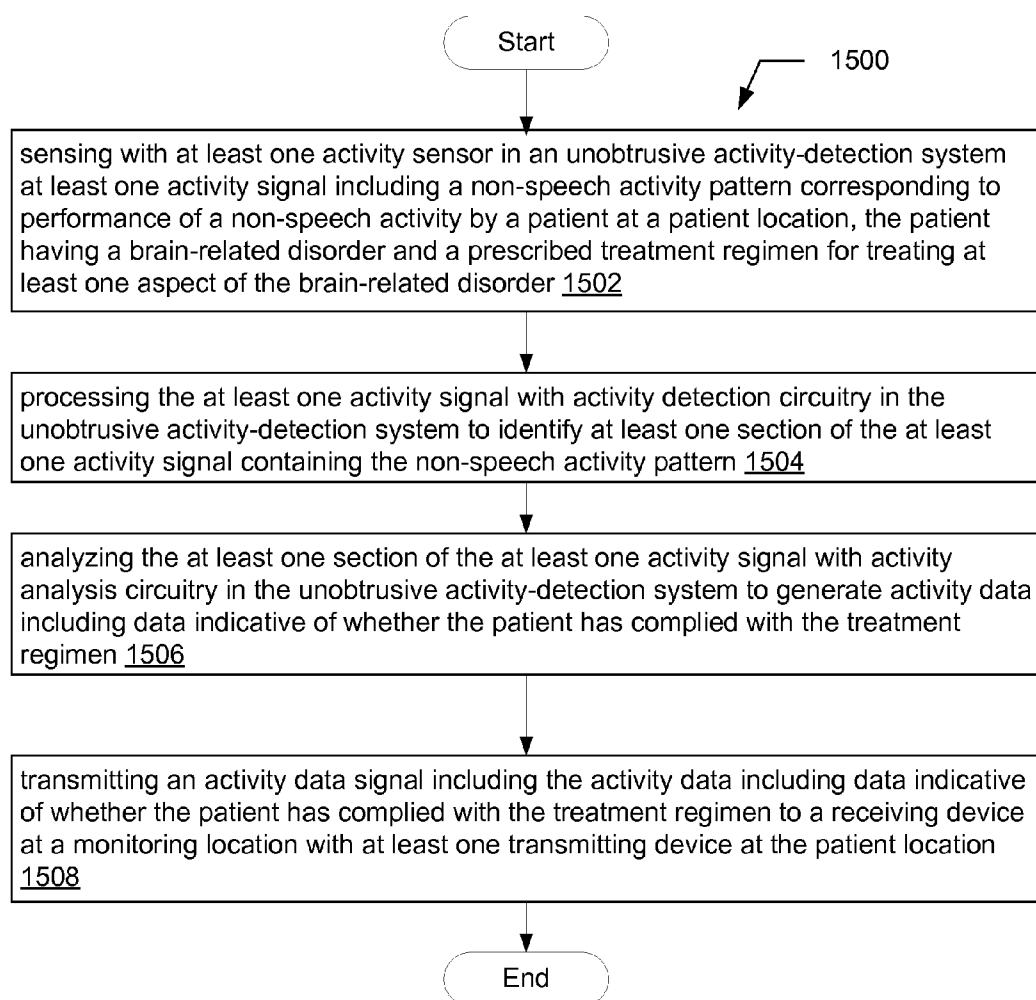 Start
1500
sensing with at least one activity sensor in an unobtrusive activity-detection system
at least one activity signal including a non-speech activity pattern corresponding to
performance of a non-speech activity by a patient at a patient location, the patient
having a brain-related disorder and a prescribed treatment regimen for treating at
least one aspect of the brain-related disorder 1502
processing the at least one activity signal with activity detection circuitry in the
unobtrusive activity-detection system to identify at least one section of the at least
one activity signal containing the non-speech activity pattern 1504
analyzing the at least one section of the at least one activity signal with activity
analysis circuitry in the unobtrusive activity-detection system to generate activity data
including data indicative of whether the patient has complied with the treatment
regimen 1506
transmitting an activity data signal including the activity data including data indicative
of whether the patient has complied with the treatment regimen to a receiving device
at a monitoring location with at least one transmitting device at the patient location
1508
End